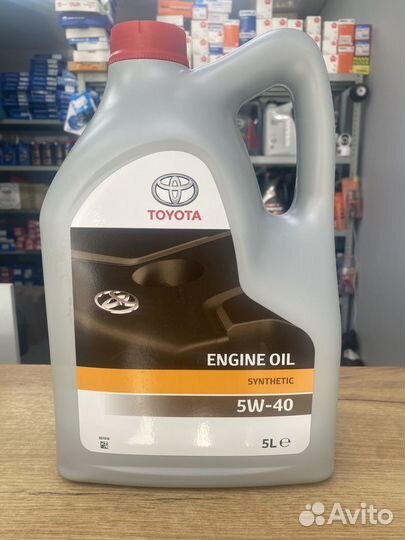 TOYOTA
ENGINE OIL
SYNTHETIC
5W-40
5L e
Avito